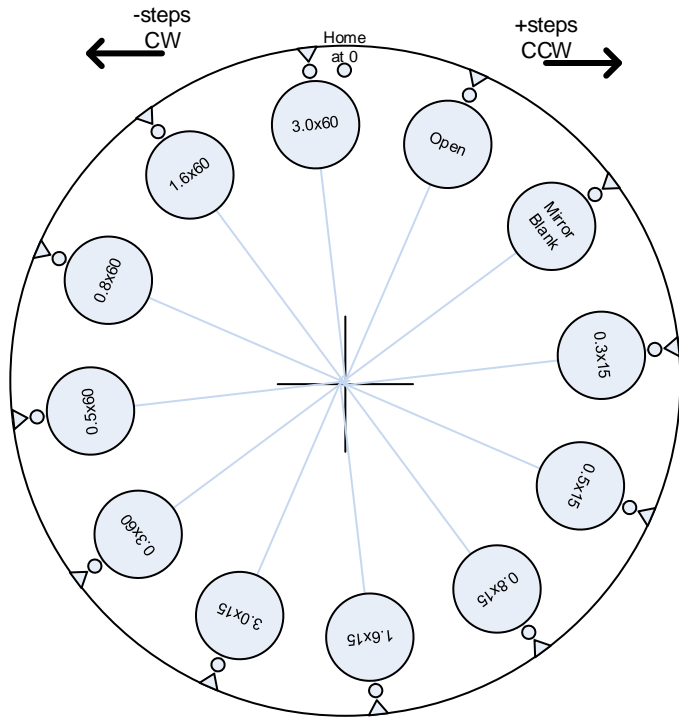 -steps
CW
Home
at 0
+steps
CCW
3.0x60
Open
Mirror
Blank
0.3x15
0.5x15
0.8x15
1.6x15
3.0x15
0.3x60
0.5x60
0.8x60
1.6x60